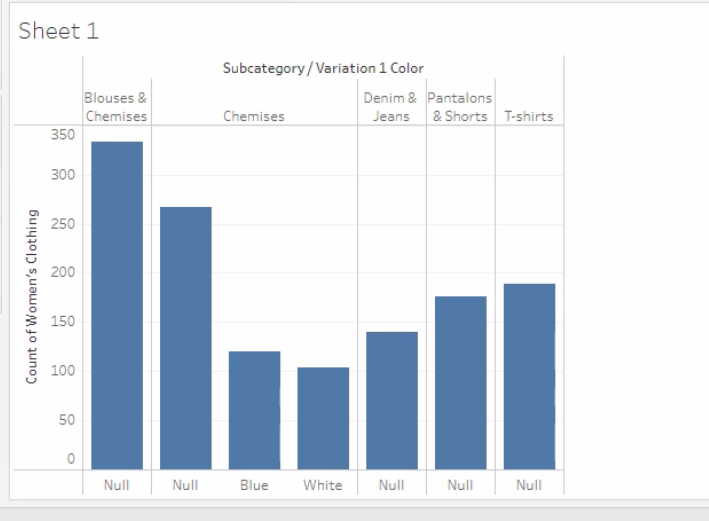 Sheet 1
Subcategory / Variation 1 Color
Blouses &
Chemises
Chemises
Denim &
Jeans
Pantalons
& Shorts
T-shirts
350
300
250
200
150
100
50
0
Count of Women's Clothing
Null
Null
Blue
White
Null
Null
Null